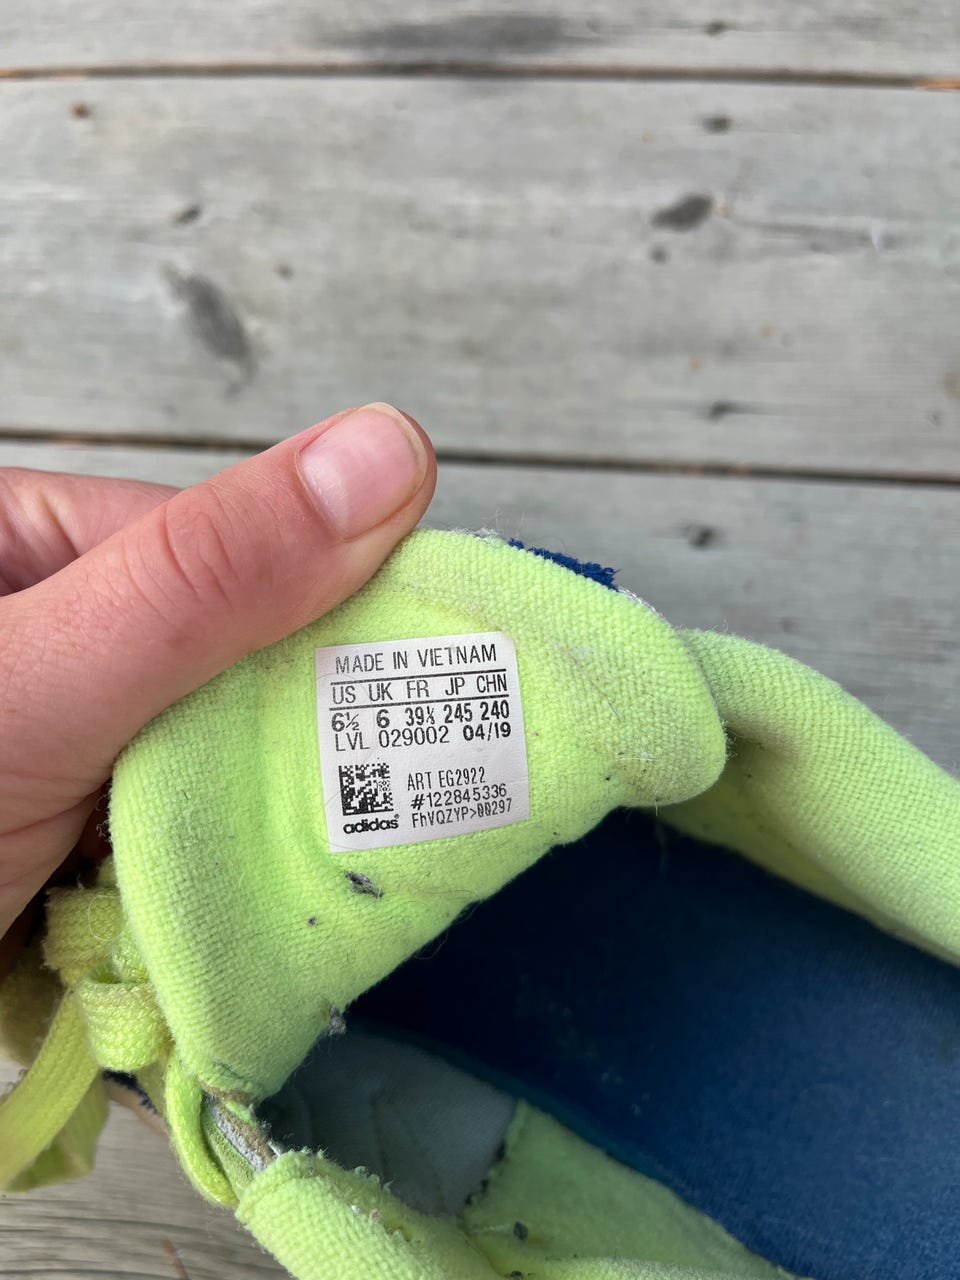 MADE IN VIETNAM
US UK FR JP CHN
6½ 6 39⅓ 245 240
LVL 029002 04/19
ART EG2922
#122845336
FhVQZYP>00297
adidas®